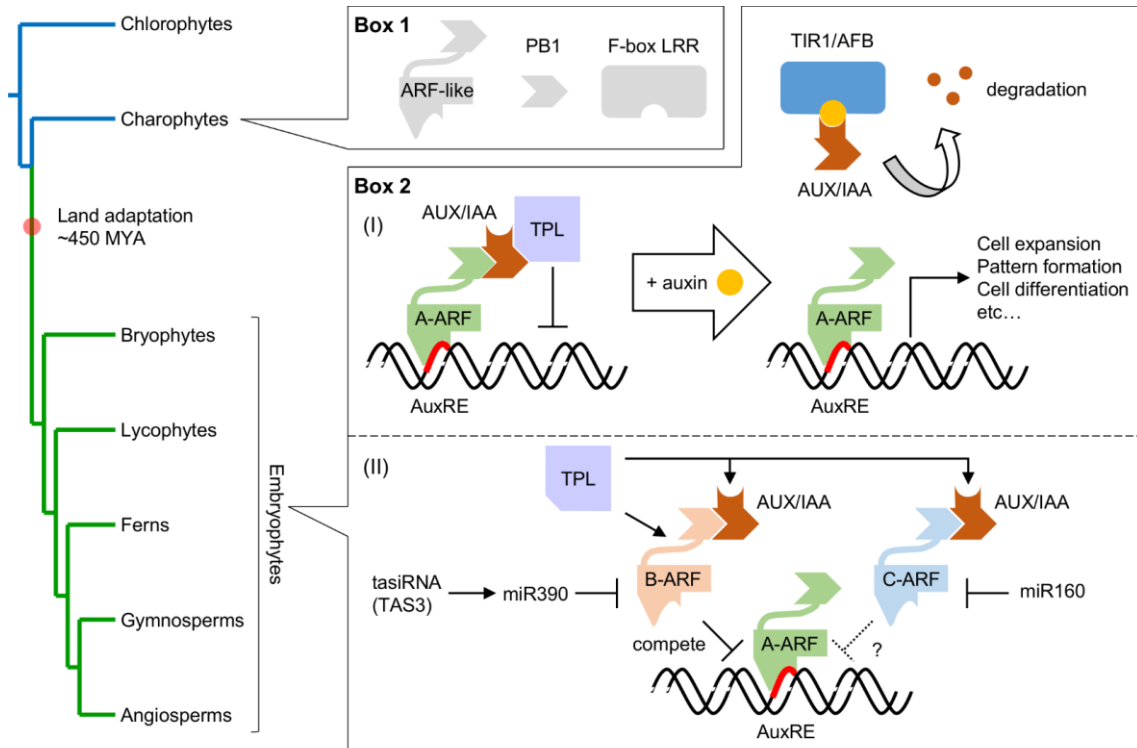 Chlorophytes
Charophytes
Land adaptation
~450 MYA
Bryophytes
Lycophytes
Ferns
Gymnosperms
Angiosperms
Embryophytes
Box 1
ARF-like
PB1
F-box LRR
Box 2
(I)
AUX/IAA
TPL
A-ARF
AuxRE
+ auxin
TIR1/AFB
AUX/IAA
degradation
A-ARF
AuxRE
Cell expansion
Pattern formation
Cell differentiation
etc…
(II)
TPL
AUX/IAA
AUX/IAA
tasiRNA
(TAS3)
miR390
B-ARF
C-ARF
miR160
compete
A-ARF
?
AuxRE